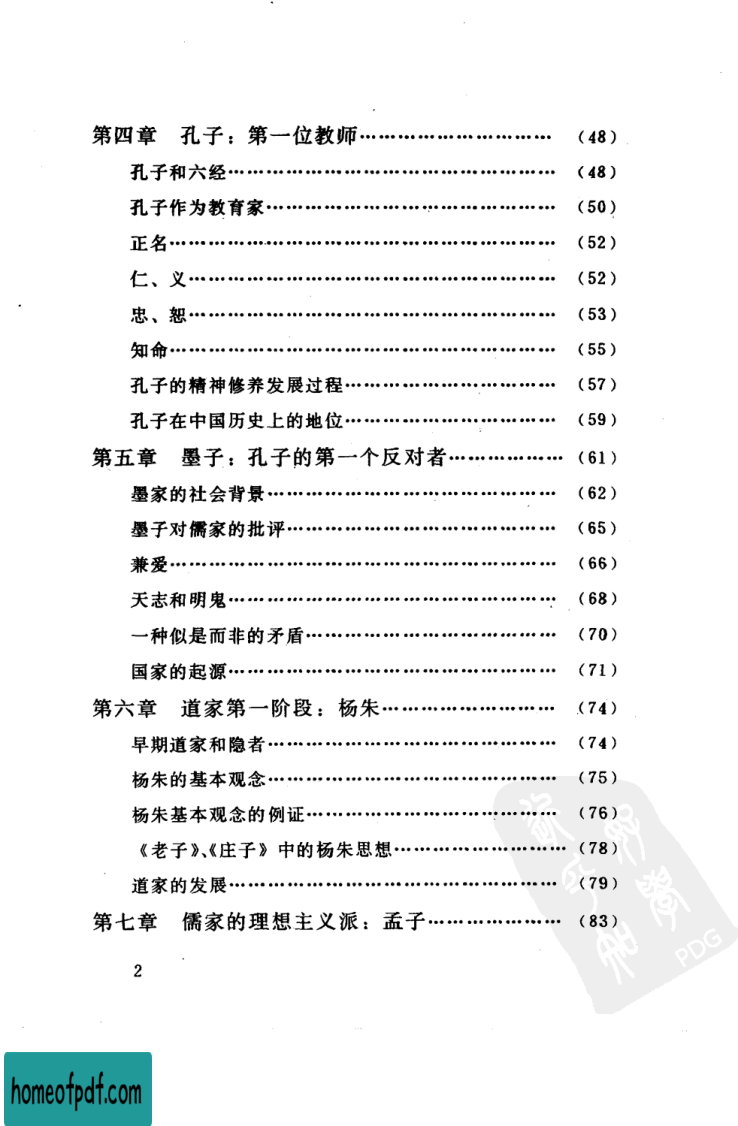 第四章 孔子：第一位教师…………………………（48）
孔子和六经……………………………………………（48）
孔子作为教育家………………………………………（50）
正名……………………………………………………（52）
仁、义…………………………………………………（52）
忠、恕…………………………………………………（53）
知命……………………………………………………（55）
孔子的精神修养发展过程……………………………（57）
孔子在中国历史上的地位……………………………（59）
第五章 墨子：孔子的第一个反对者………………（61）
墨家的社会背景………………………………………（62）
墨子对儒家的批评……………………………………（65）
兼爱……………………………………………………（66）
天志和明鬼……………………………………………（68）
一种似是而非的矛盾…………………………………（70）
国家的起源……………………………………………（71）
第六章 道家第一阶段：杨朱………………………（74）
早期道家和隐者………………………………………（74）
杨朱的基本观念………………………………………（75）
杨朱基本观念的例证…………………………………（76）
《老子》、《庄子》中的杨朱思想……………………（78）
道家的发展……………………………………………（79）
第七章 儒家的理想主义派：孟子…………………（83）
PDG
2
homeofpdf.com